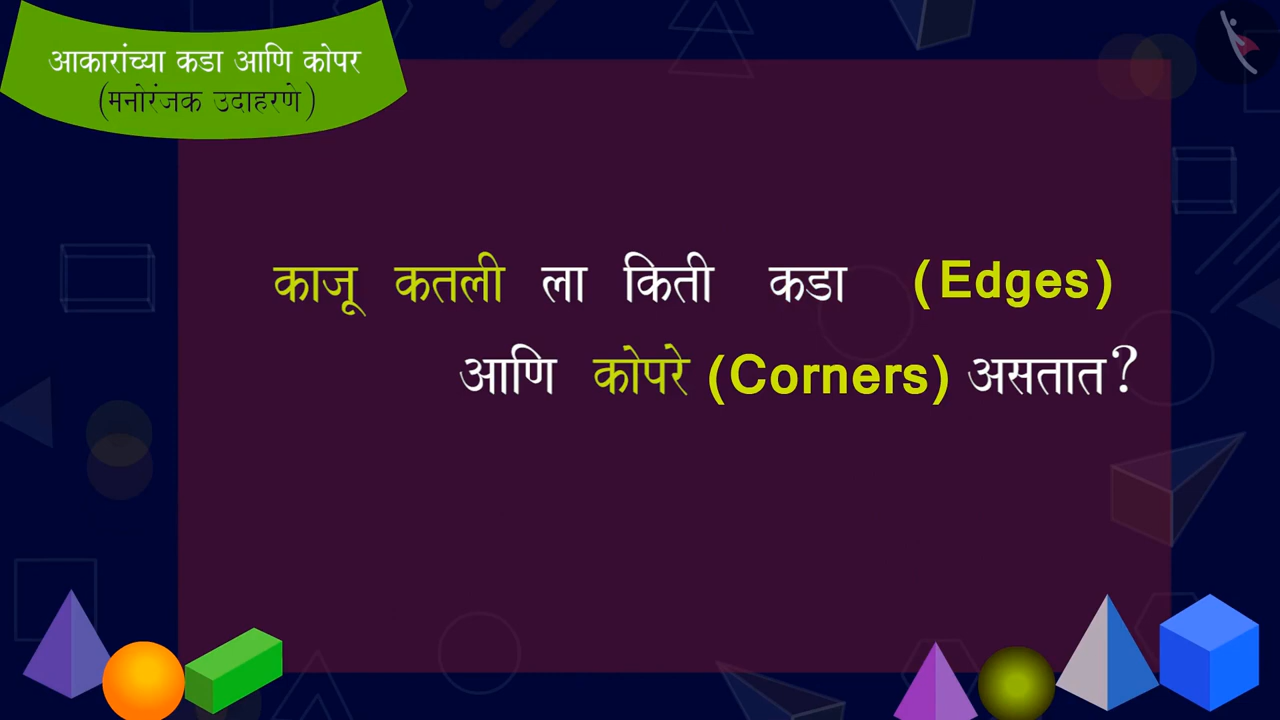 आकारांच्या कडा आणि कोपर
(मनोरंजक उदाहरणे)
काजू कतली ला किती कडा (Edges)
आणि कोपरे (Corners) असतात?